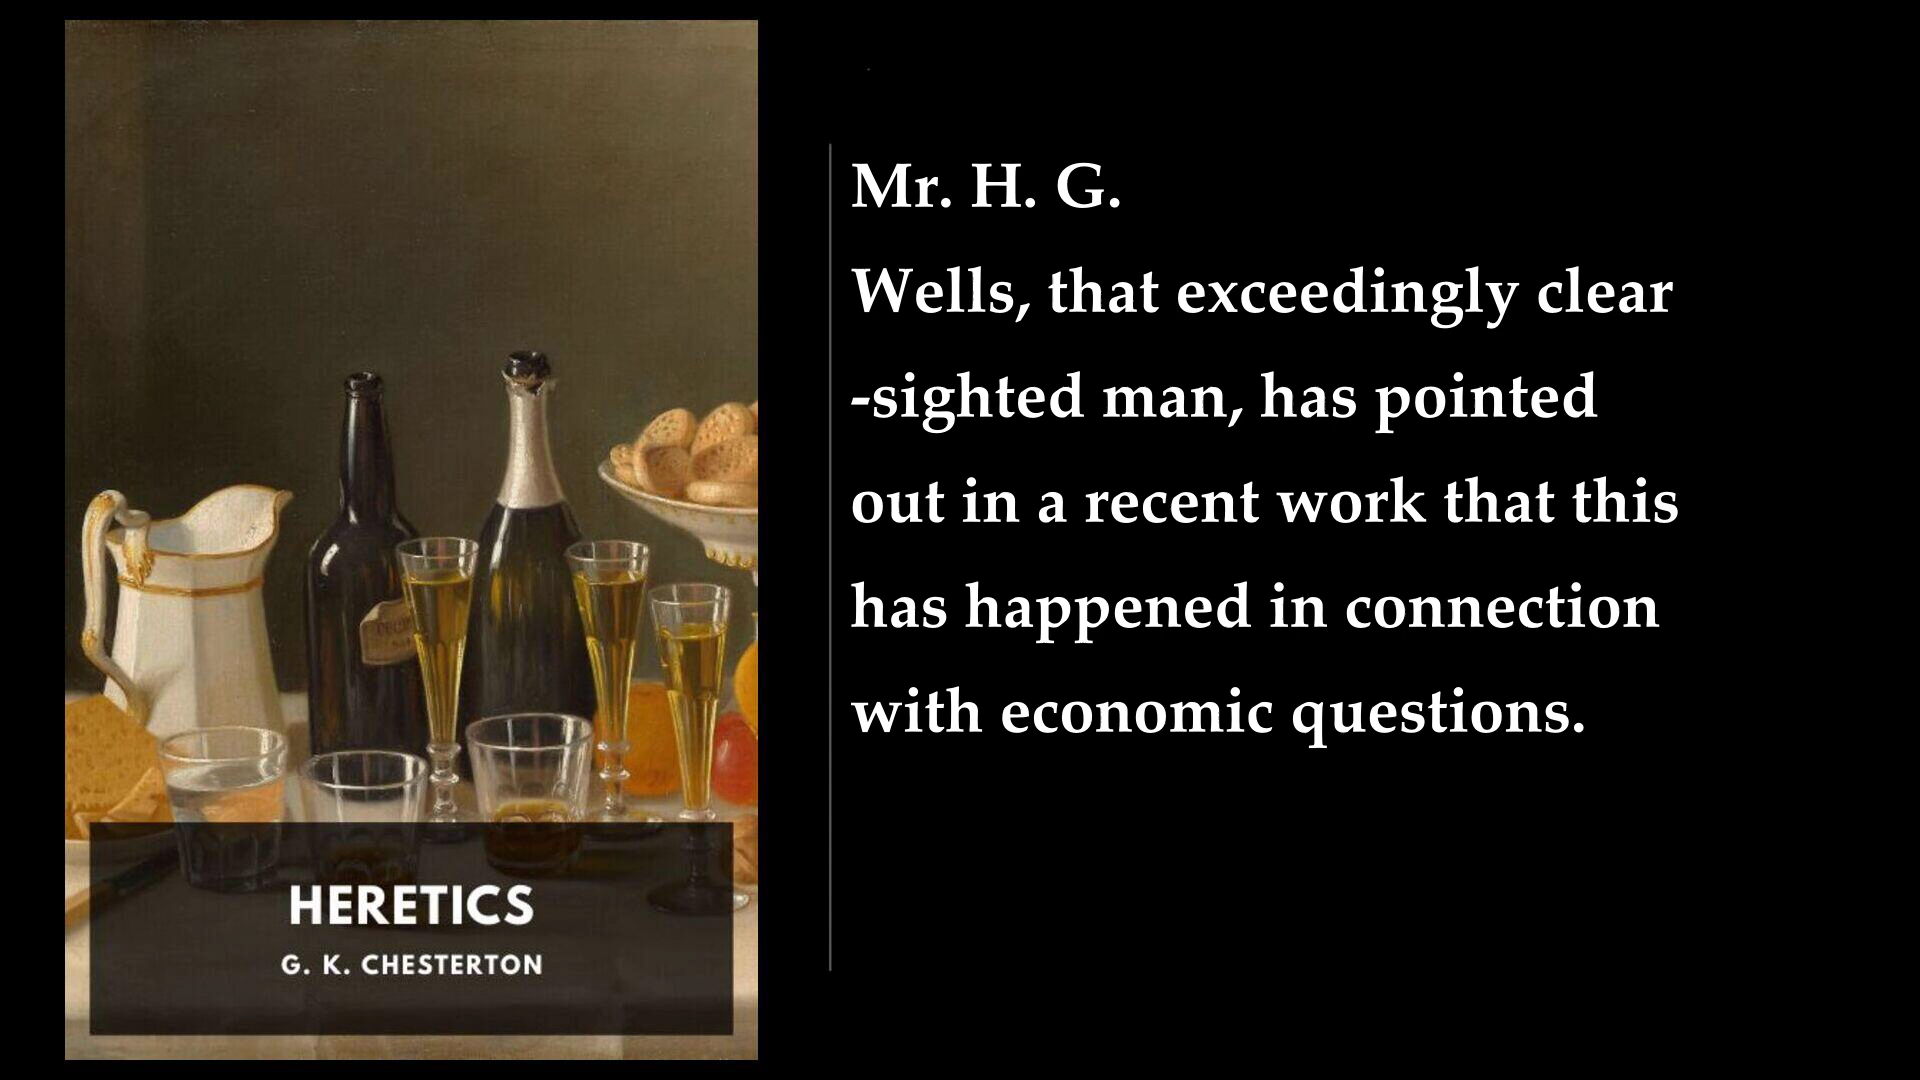 Mr. H. G.
Wells, that exceedingly clear
-sighted man, has pointed
out in a recent work that this
has happened in connection
with economic questions.
HERETICS
G. K. CHESTERTON